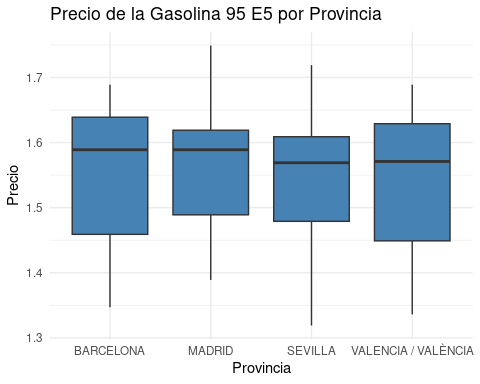 Precio de la Gasolina 95 E5 por Provincia
Precio
1.7
1.6
1.5
1.4
1.3
BARCELONA MADRID SEVILLA VALENCIA / VALÈNCIA
Provincia